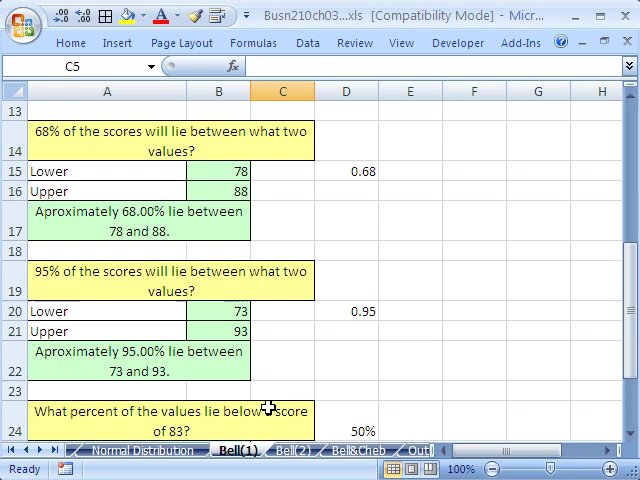 Busn210ch03...xls [Compatibility Mode] - Micr...
Home Insert Page Layout Formulas Data Review View Developer Add-Ins
C5 fx
A B C D E F G H
13
68% of the scores will lie between what two
14 values?
15 Lower 78 0.68
16 Upper 88
Aproximately 68.00% lie between
17 78 and 88.
18
95% of the scores will lie between what two
19 values?
20 Lower 73 0.95
21 Upper 93
Aproximately 95.00% lie between
22 73 and 93.
23
What percent of the values lie below score
24 of 83? 50%
Normal Distribution Bell(1) Bell(2) Bell&Cheb Outl
Ready 100%